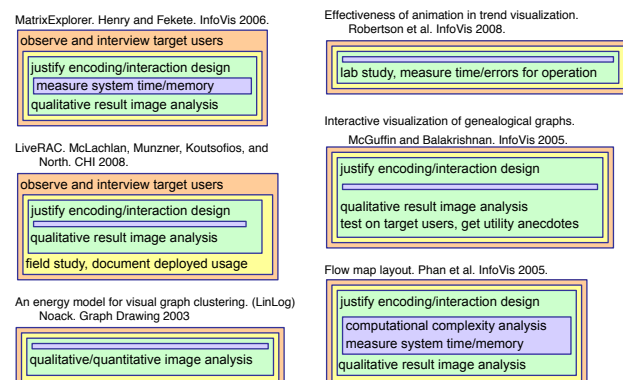 MatrixExplorer. Henry and Fekete. InfoVis 2006.
observe and interview target users
justify encoding/interaction design
measure system time/memory
qualitative result image analysis
LiveRAC. McLachlan, Munzner, Koutsofios, and
North. CHI 2008.
observe and interview target users
justify encoding/interaction design
qualitative result image analysis
field study, document deployed usage
An energy model for visual graph clustering. (LinLog)
Noack. Graph Drawing 2003
qualitative/quantitative image analysis
Effectiveness of animation in trend visualization.
Robertson et al. InfoVis 2008.
lab study, measure time/errors for operation
Interactive visualization of genealogical graphs.
McGuffin and Balakrishnan. InfoVis 2005.
justify encoding/interaction design
qualitative result image analysis
test on target users, get utility anecdotes
Flow map layout. Phan et al. InfoVis 2005.
justify encoding/interaction design
computational complexity analysis
measure system time/memory
qualitative result image analysis